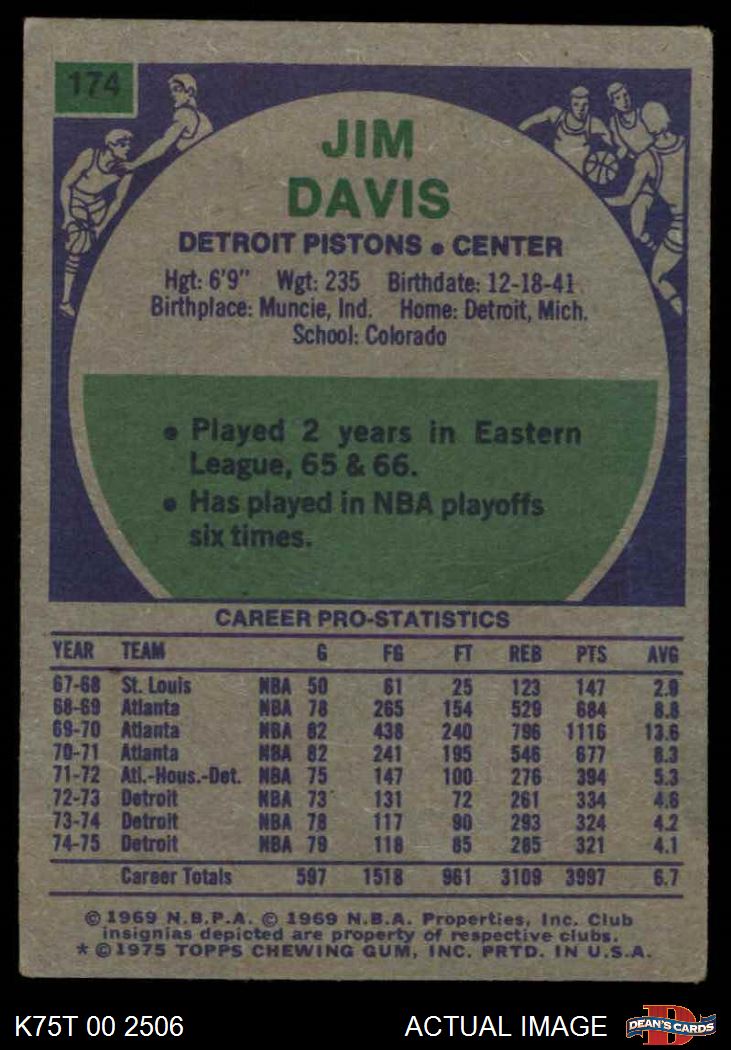 174
JIM
DAVIS
DETROIT PISTONS • CENTER
Hgt: 6'9" Wgt: 235 Birthdate: 12-18-41
Birthplace: Muncie, Ind. Home: Detroit, Mich.
School: Colorado
• Played 2 years in Eastern
League, 65 & 66.
• Has played in NBA playoffs
six times.
CAREER PRO-STATISTICS
YEAR TEAM G FG FT REB PTS AVG
67-68 St. Louis NBA 50 61 25 123 147 2.9
68-69 Atlanta NBA 78 265 154 529 684 8.8
69-70 Atlanta NBA 82 438 240 796 1116 13.6
70-71 Atlanta NBA 82 241 195 546 677 8.3
71-72 Atl.-Hous.-Det. NBA 75 147 100 276 394 5.3
72-73 Detroit NBA 73 131 72 261 334 4.6
73-74 Detroit NBA 78 117 90 293 324 4.2
74-75 Detroit NBA 79 118 85 285 321 4.1
Career Totals 597 1518 961 3109 3997 6.7
© 1969 N.B.P.A. © 1969 N.B.A. Properties, Inc. Club
insignias depicted are property of respective clubs.
* © 1975 TOPPS CHEWING GUM, INC. PRTD. IN U.S.A.
K75T 00 2506 ACTUAL IMAGE DEAN'S CARDS